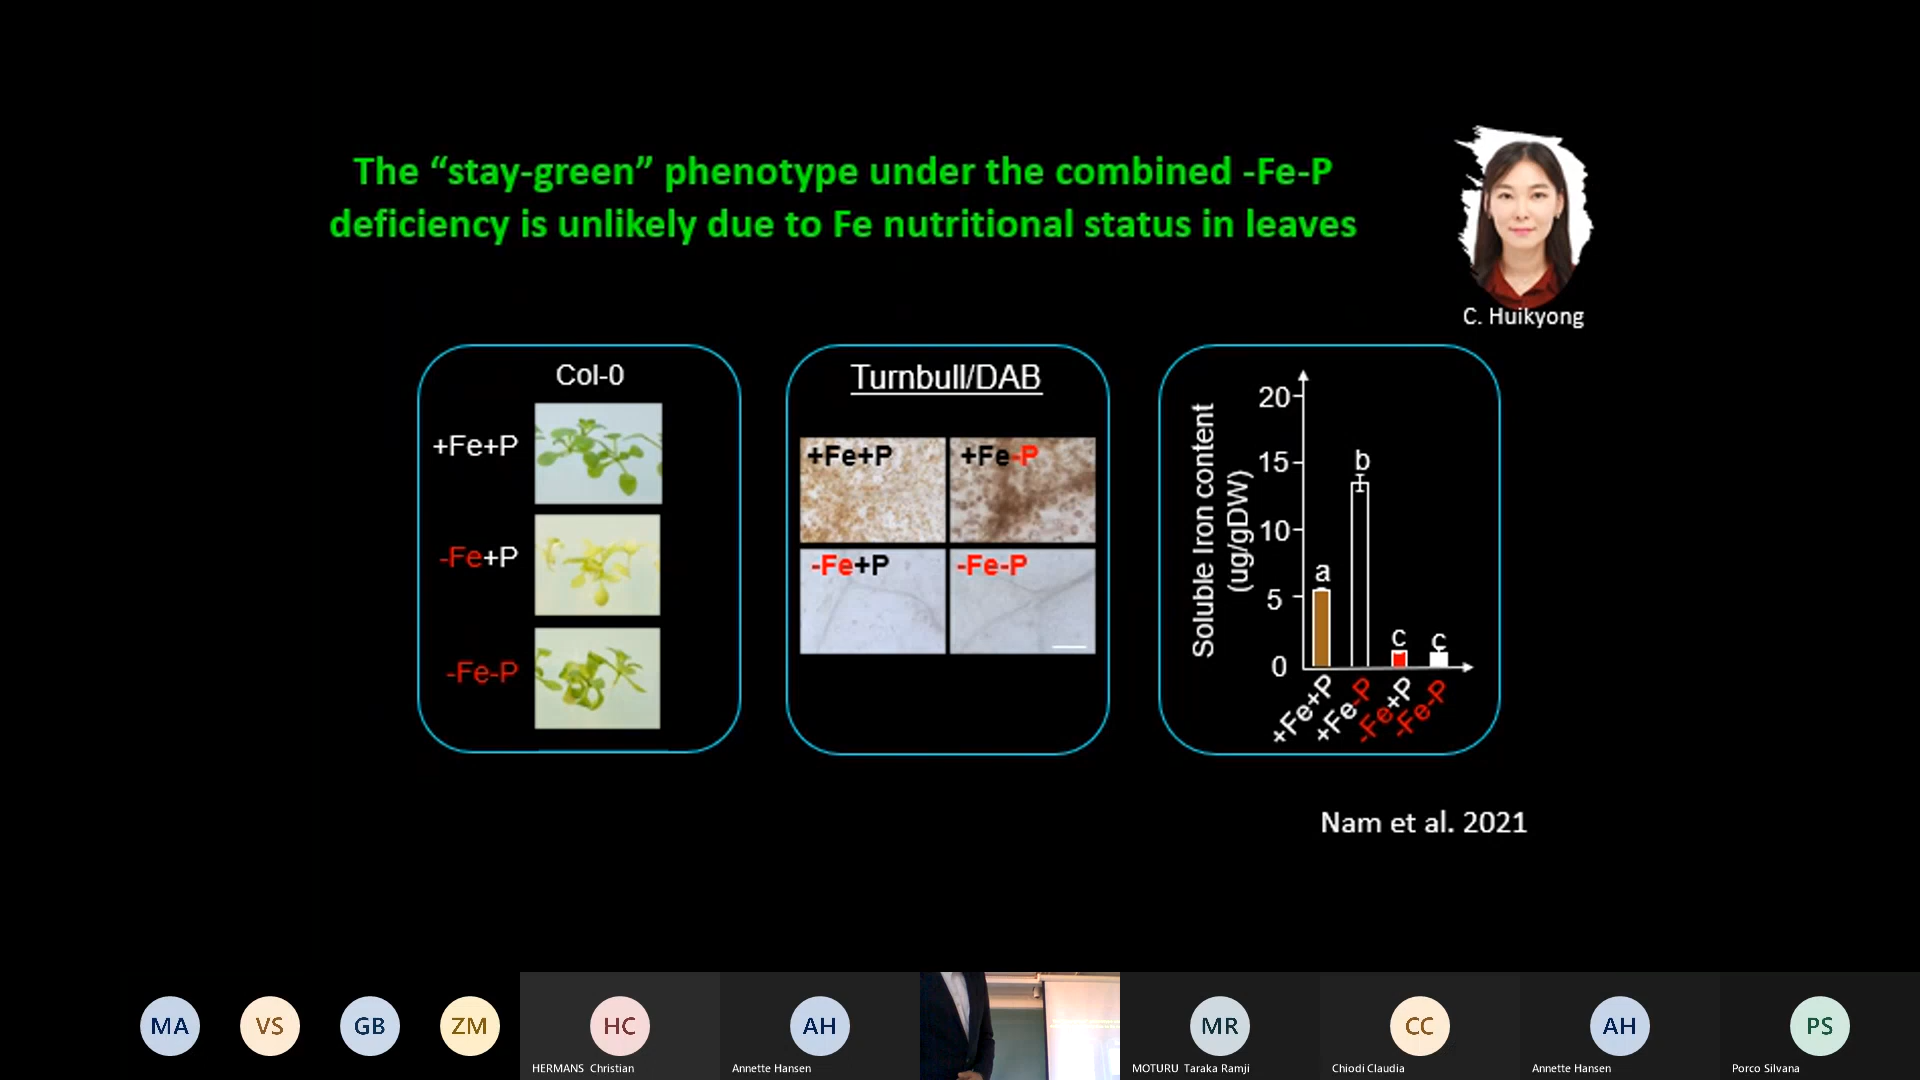 The “stay-green” phenotype under the combined -Fe-P
deficiency is unlikely due to Fe nutritional status in leaves
C. Huikyong
Col-0
+Fe+P
-Fe+P
-Fe-P
Turnbull/DAB
+Fe+P
+Fe-P
-Fe+P
-Fe-P
Soluble Iron content
(ug/gDW)
20
15
10
5
0
a
b
c
c
+Fe+P
+Fe-P
-Fe+P
-Fe-P
Nam et al. 2021
MA
VS
GB
ZM
HC
HERMANS Christian
AH
Annette Hansen
MR
MOTURU Taraka Ramji
CC
Chiodi Claudia
AH
Annette Hansen
PS
Porco Silvana